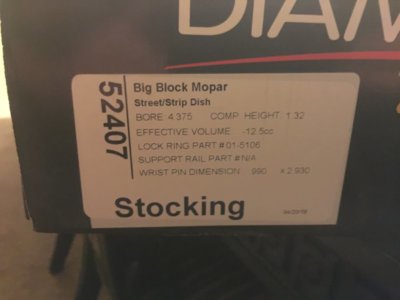 DIAM
52407
Big Block Mopar
Street/Strip Dish
BORE: 4.375 COMP. HEIGHT: 1.32
EFFECTIVE VOLUME -12.5cc
LOCK RING PART # 01-5106
SUPPORT RAIL PART # N/A
WRIST PIN DIMENSION .990 x 2.930
Stocking